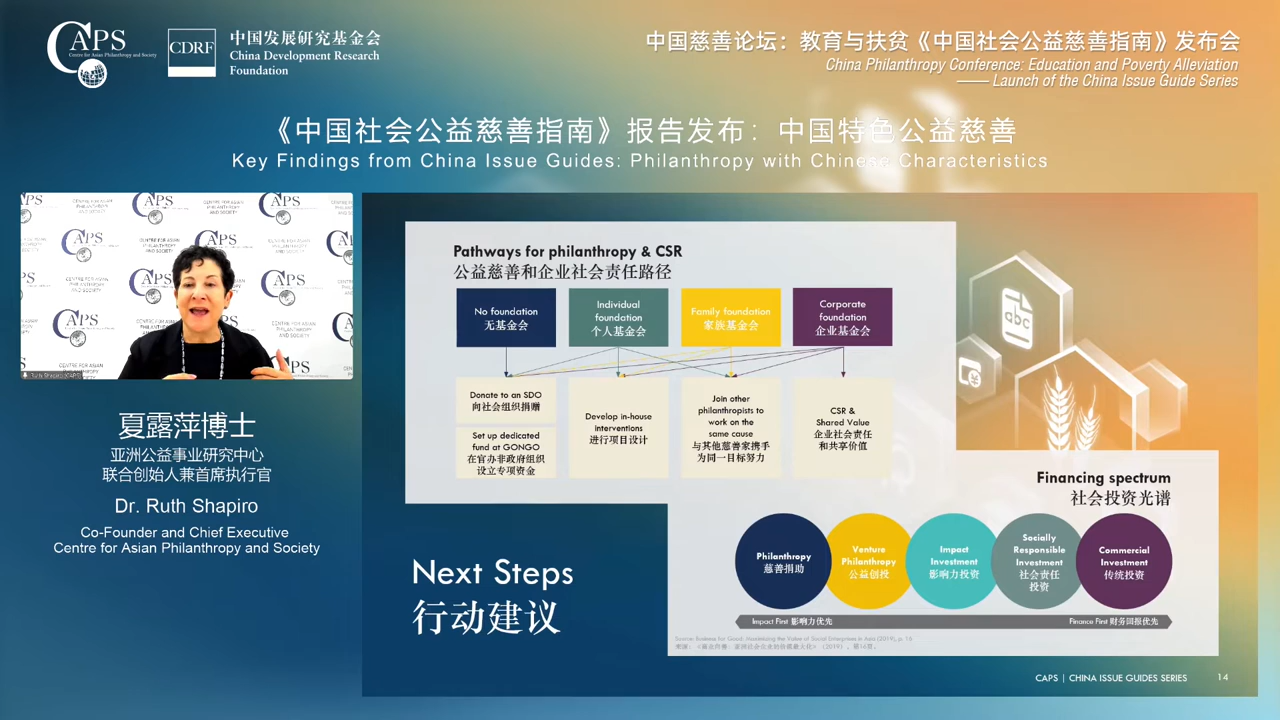 CAPS
Centre for Asian Philanthropy and Society
CDRF
中国发展研究基金会
China Development Research
Foundation
中国慈善论坛：教育与扶贫《中国社会公益慈善指南》发布会
China Philanthropy Conference: Education and Poverty Alleviation
—— Launch of the China Issue Guide Series
《中国社会公益慈善指南》报告发布：中国特色公益慈善
Key Findings from China Issue Guides: Philanthropy with Chinese Characteristics
夏露萍博士
亚洲公益事业研究中心
联合创始人兼首席执行官
Dr. Ruth Shapiro
Co-Founder and Chief Executive
Centre for Asian Philanthropy and Society
Pathways for philanthropy & CSR
公益慈善和企业社会责任路径
No foundation
无基金会
Individual
foundation
个人基金会
Family foundation
家族基金会
Corporate
foundation
企业基金会
Donate to an SDO
向社会组织捐赠
Set up dedicated
fund at GONGO
在官办非政府组织
设立专项资金
Develop in-house
interventions
进行项目设计
Join other
philanthropists to
work on the
same cause
与其他慈善家携手
为同一目标努力
CSR &
Shared Value
企业社会责任
和共享价值
abc
Next Steps
行动建议
Financing spectrum
社会投资光谱
Philanthropy
慈善捐助
Venture
Philanthropy
公益创投
Impact
Investment
影响力投资
Socially
Responsible
Investment
社会责任
投资
Commercial
Investment
传统投资
Impact First 影响力优先
Finance First 财务回报优先
Source: Business for Good: Maximizing the Value of Social Enterprises in Asia (2019), p. 16
CAPS | CHINA ISSUE GUIDES SERIES
14